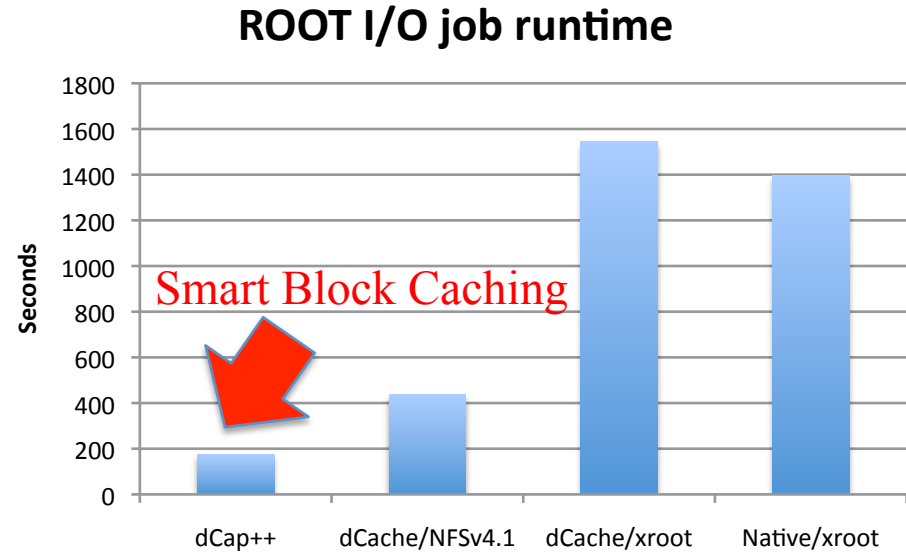 ROOT I/O job runtime
1800
1600
1400
1200
1000
800
600
400
200
0
Seconds
Smart Block Caching
dCap++
dCache/NFSv4.1
dCache/xroot
Native/xroot